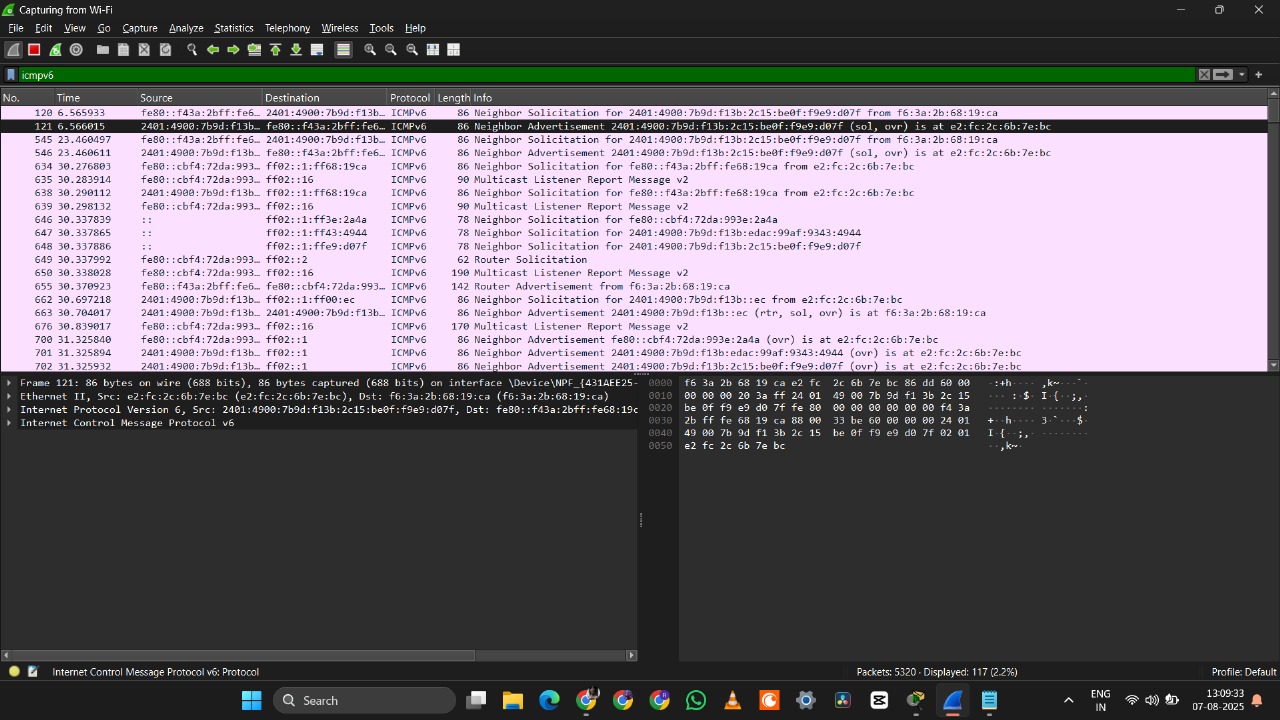 Capturing from Wi-Fi
File Edit View Go Capture Analyze Statistics Telephony Wireless Tools Help
icmpv6
No. Time Source Destination Protocol Length Info
120 6.565933 fe80::f43a:2bff:fe6… 2401:4900:7b9d:f13b… ICMPv6 86 Neighbor Solicitation for 2401:4900:7b9d:f13b:2c15:be0f:f9e9:d07f from f6:3a:2b:68:19:ca
121 6.566015 2401:4900:7b9d:f13b… fe80::f43a:2bff:fe6… ICMPv6 86 Neighbor Advertisement 2401:4900:7b9d:f13b:2c15:be0f:f9e9:d07f (sol, ovr) is at e2:fc:2c:6b:7e:bc
545 23.460497 fe80::f43a:2bff:fe6… 2401:4900:7b9d:f13b… ICMPv6 86 Neighbor Solicitation for 2401:4900:7b9d:f13b:2c15:be0f:f9e9:d07f from f6:3a:2b:68:19:ca
546 23.460611 2401:4900:7b9d:f13b… fe80::f43a:2bff:fe6… ICMPv6 86 Neighbor Advertisement 2401:4900:7b9d:f13b:2c15:be0f:f9e9:d07f (sol, ovr) is at e2:fc:2c:6b:7e:bc
634 30.276803 fe80::cbf4:72da:993… ff02::1:ff68:19ca ICMPv6 86 Neighbor Solicitation for fe80::f43a:2bff:fe68:19ca from e2:fc:2c:6b:7e:bc
635 30.283914 fe80::cbf4:72da:993… ff02::16 ICMPv6 90 Multicast Listener Report Message v2
638 30.290112 2401:4900:7b9d:f13b… ff02::1:ff68:19ca ICMPv6 86 Neighbor Solicitation for fe80::f43a:2bff:fe68:19ca from e2:fc:2c:6b:7e:bc
639 30.298132 fe80::cbf4:72da:993… ff02::16 ICMPv6 90 Multicast Listener Report Message v2
646 30.337839 :: ff02::1:ff3e:2a4a ICMPv6 78 Neighbor Solicitation for fe80::cbf4:72da:993e:2a4a
647 30.337865 :: ff02::1:ff43:4944 ICMPv6 78 Neighbor Solicitation for 2401:4900:7b9d:f13b:edac:99af:9343:4944
648 30.337886 :: ff02::1:ffe9:d07f ICMPv6 78 Neighbor Solicitation for 2401:4900:7b9d:f13b:2c15:be0f:f9e9:d07f
649 30.337992 fe80::cbf4:72da:993… ff02::2 ICMPv6 62 Router Solicitation
650 30.338028 fe80::cbf4:72da:993… ff02::16 ICMPv6 190 Multicast Listener Report Message v2
655 30.370923 fe80::f43a:2bff:fe6… fe80::cbf4:72da:993… ICMPv6 142 Router Advertisement from f6:3a:2b:68:19:ca
662 30.697218 2401:4900:7b9d:f13b… ff02::1:ff00:ec ICMPv6 86 Neighbor Solicitation for 2401:4900:7b9d:f13b::ec from e2:fc:2c:6b:7e:bc
663 30.704017 2401:4900:7b9d:f13b… 2401:4900:7b9d:f13b… ICMPv6 86 Neighbor Advertisement 2401:4900:7b9d:f13b::ec (rtr, sol, ovr) is at f6:3a:2b:68:19:ca
676 30.839017 fe80::cbf4:72da:993… ff02::16 ICMPv6 170 Multicast Listener Report Message v2
700 31.325840 fe80::cbf4:72da:993… ff02::1 ICMPv6 86 Neighbor Advertisement fe80::cbf4:72da:993e:2a4a (ovr) is at e2:fc:2c:6b:7e:bc
701 31.325894 2401:4900:7b9d:f13b… ff02::1 ICMPv6 86 Neighbor Advertisement 2401:4900:7b9d:f13b:edac:99af:9343:4944 (ovr) is at e2:fc:2c:6b:7e:bc
702 31.325932 2401:4900:7b9d:f13b… ff02::1 ICMPv6 86 Neighbor Advertisement 2401:4900:7b9d:f13b:2c15:be0f:f9e9:d07f (ovr) is at e2:fc:2c:6b:7e:bc
Frame 121: 86 bytes on wire (688 bits), 86 bytes captured (688 bits) on interface \Device\NPF_{431AEE25-
Ethernet II, Src: e2:fc:2c:6b:7e:bc (e2:fc:2c:6b:7e:bc), Dst: f6:3a:2b:68:19:ca (f6:3a:2b:68:19:ca)
Internet Protocol Version 6, Src: 2401:4900:7b9d:f13b:2c15:be0f:f9e9:d07f, Dst: fe80::f43a:2bff:fe68:19c
Internet Control Message Protocol v6
0000 f6 3a 2b 68 19 ca e2 fc 2c 6b 7e bc 86 dd 60 00 ·:+h···· ,k~···`·
0010 00 00 00 20 3a ff 24 01 49 00 7b 9d f1 3b 2c 15 ··· :·$· I·{··;,·
0020 be 0f f9 e9 d0 7f fe 80 00 00 00 00 00 00 f4 3a ········ ·······:
0030 2b ff fe 68 19 ca 88 00 33 be 60 00 00 00 24 01 +··h···· 3·`···$·
0040 49 00 7b 9d f1 3b 2c 15 be 0f f9 e9 d0 7f 02 01 I·{··;,· ········
0050 e2 fc 2c 6b 7e bc ··,k~·
Internet Control Message Protocol v6: Protocol Packets: 5320 · Displayed: 117 (2.2%) Profile: Default
Search ENG IN 13:09:33 07-08-2025